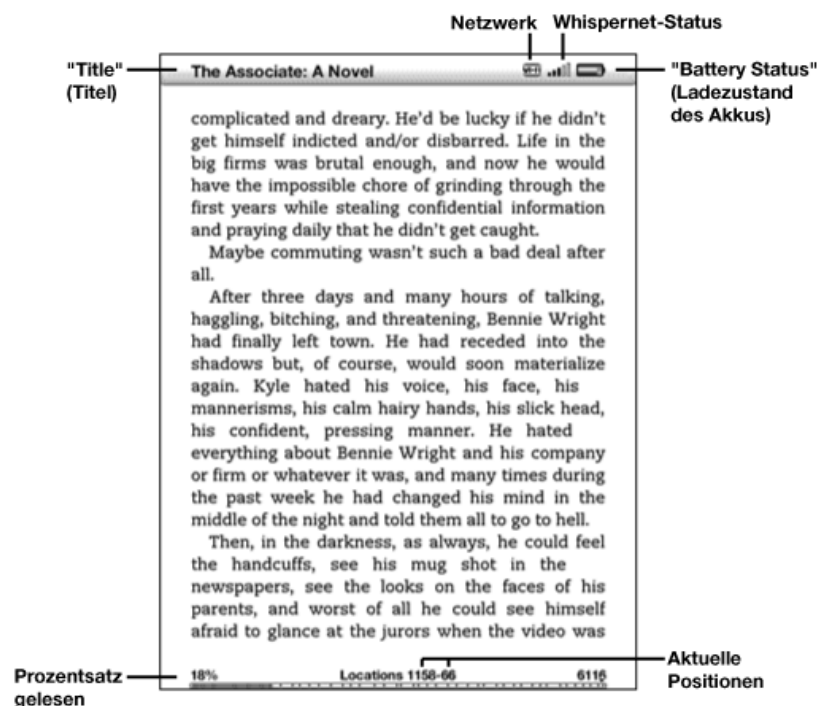 Netzwerk Whispernet-Status
"Title"
(Titel)
The Associate: A Novel
"Battery Status"
(Ladezustand
des Akkus)
complicated and dreary. He'd be lucky if he didn't
get himself indicted and/or disbarred. Life in the
big firms was brutal enough, and now he would
have the impossible chore of grinding through the
first years while stealing confidential information
and praying daily that he didn't get caught.
Maybe commuting wasn't such a bad deal after
all.
After three days and many hours of talking,
haggling, bitching, and threatening, Bennie Wright
had finally left town. He had receded into the
shadows but, of course, would soon materialize
again. Kyle hated his voice, his face, his
mannerisms, his calm hairy hands, his slick head,
his confident, pressing manner. He hated
everything about Bennie Wright and his company
or firm or whatever it was, and many times during
the past week he had changed his mind in the
middle of the night and told them all to go to hell.
Then, in the darkness, as always, he could feel
the handcuffs, see his mug shot in the
newspapers, see the looks on the faces of his
parents, and worst of all he could see himself
afraid to glance at the jurors when the video was
Prozentsatz
gelesen
18% Locations 1158-66 6116
Aktuelle
Positionen